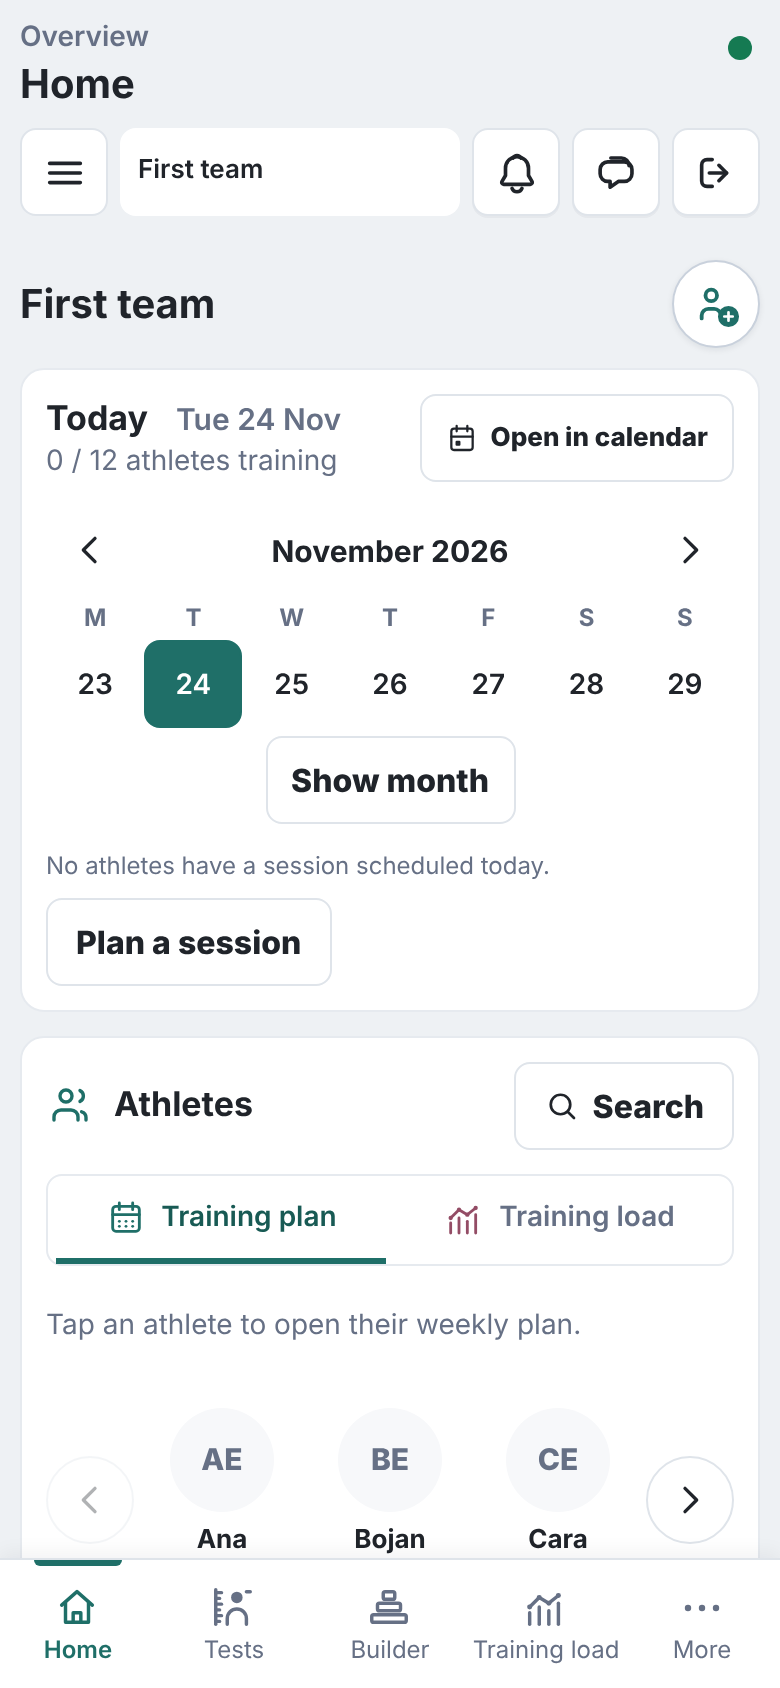 Overview
Home
First team
First team
Today Tue 24 Nov
0 / 12 athletes training
Open in calendar
November 2026
M T W T F S S
23 24 25 26 27 28 29
Show month
No athletes have a session scheduled today.
Plan a session
Athletes
Search
Training plan Training load
Tap an athlete to open their weekly plan.
AE BE CE
Ana Bojan Cara
Home Tests Builder Training load More